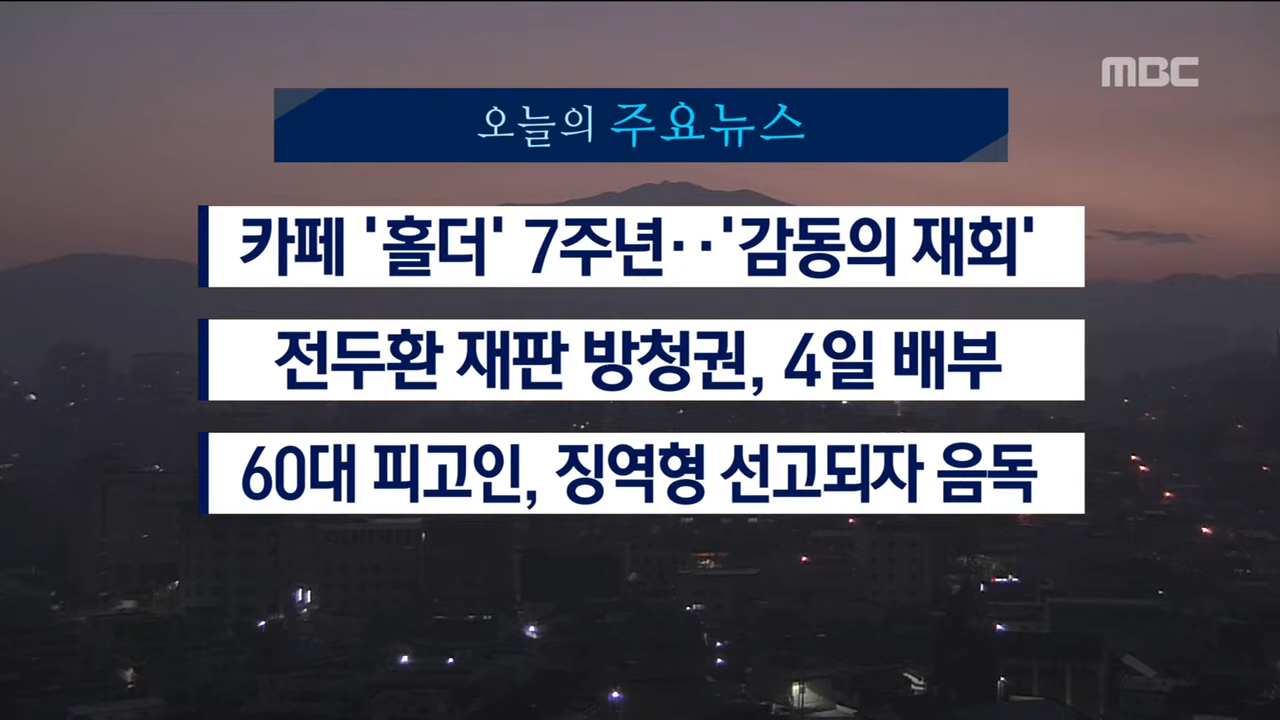 MBC
오늘의 주요뉴스
카페 '홀더' 7주년··'감동의 재회'
전두환 재판 방청권, 4일 배부
60대 피고인, 징역형 선고되자 음독